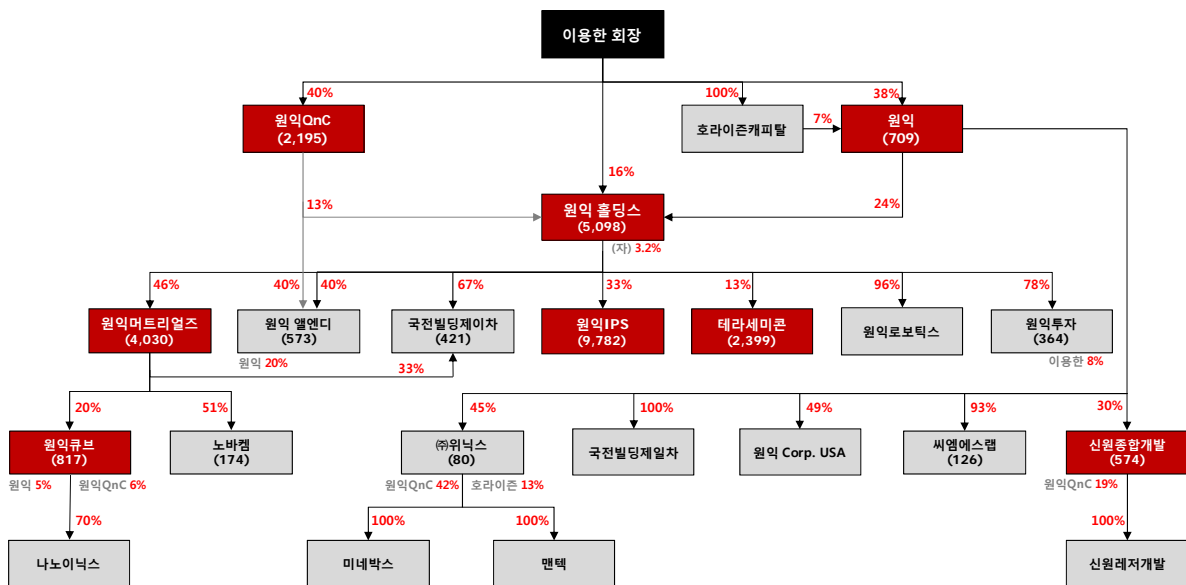 이용한 회장
40%
100%
38%
원익QnC
(2,195)
호라이즌캐피탈
7%
원익
(709)
16%
13%
원익 홀딩스
(5,098)
24%
(자) 3.2%
46%
40%
40%
67%
33%
13%
96%
78%
원익머트리얼즈
(4,030)
원익 앨엔디
(573)
국전빌딩제이차
(421)
원익IPS
(9,782)
테라세미콘
(2,399)
원익로보틱스
원익투자
(364)
원익 20%
33%
이용한 8%
20%
51%
45%
100%
49%
93%
30%
원익큐브
(817)
노바켐
(174)
㈜위닉스
(80)
국전빌딩제일차
원익 Corp. USA
씨엠에스랩
(126)
신원종합개발
(574)
원익 5%
원익QnC 6%
원익QnC 42%
호라이즌 13%
원익QnC 19%
70%
100%
100%
100%
나노이닉스
미네박스
맨텍
신원레저개발